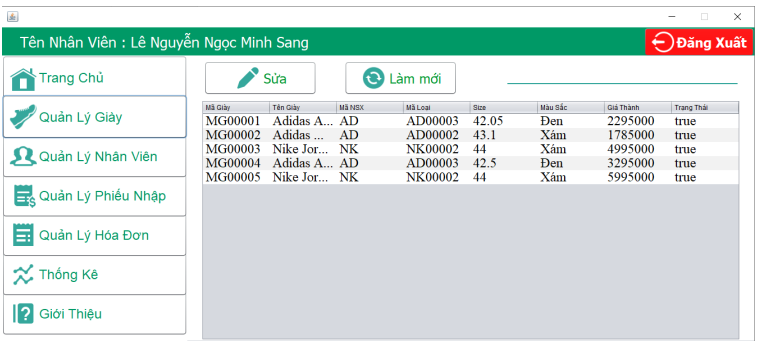 Tên Nhân Viên : Lê Nguyễn Ngọc Minh Sang
Đăng Xuất
Trang Chủ
Quản Lý Giày
Quản Lý Nhân Viên
Quản Lý Phiếu Nhập
Quản Lý Hóa Đơn
Thống Kê
Giới Thiệu
Sửa
Làm mới
Mã Giày Tên Giày Mã NSX Mã Loại Size Màu Sắc Giá Thành Trạng Thái
MG00001 Adidas A... AD AD00003 42.05 Đen 2295000 true
MG00002 Adidas ... AD AD00002 43.1 Xám 1785000 true
MG00003 Nike Jor... NK NK00002 44 Xám 4995000 true
MG00004 Adidas A... AD AD00003 42.5 Đen 3295000 true
MG00005 Nike Jor... NK NK00002 44 Xám 5995000 true